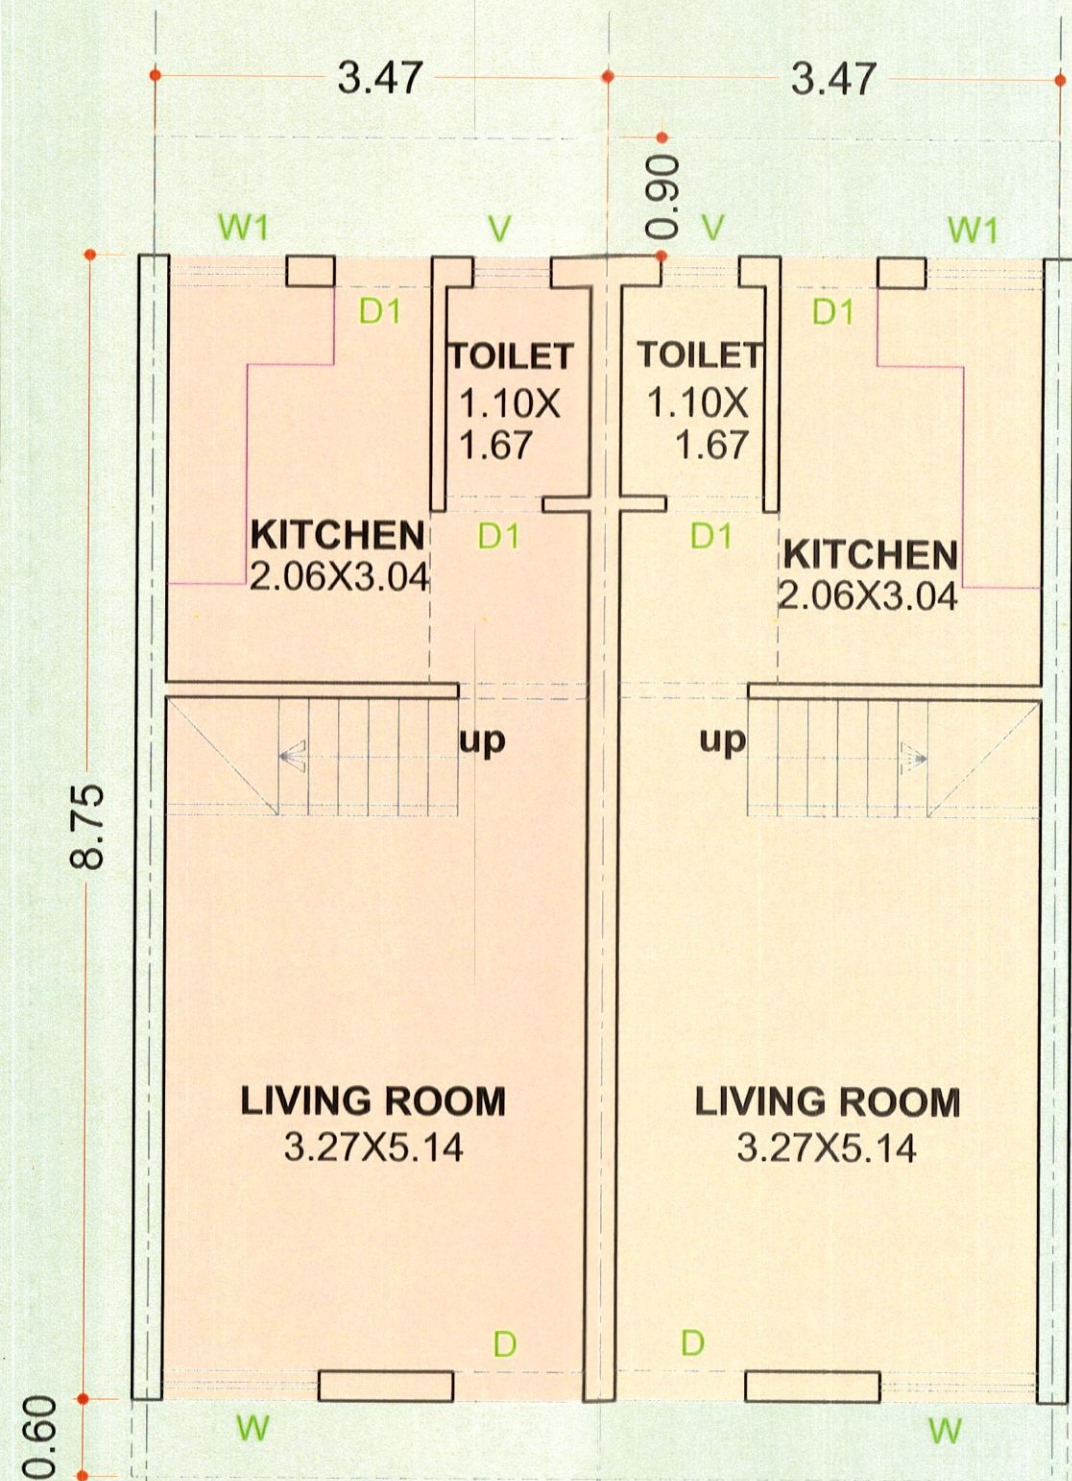 3.47
3.47
0.90
W1
V
V
W1
D1
D1
TOILET
1.10X
1.67
TOILET
1.10X
1.67
KITCHEN
2.06X3.04
D1
D1
KITCHEN
2.06X3.04
up
up
8.75
LIVING ROOM
3.27X5.14
LIVING ROOM
3.27X5.14
D
D
0.60
W
W